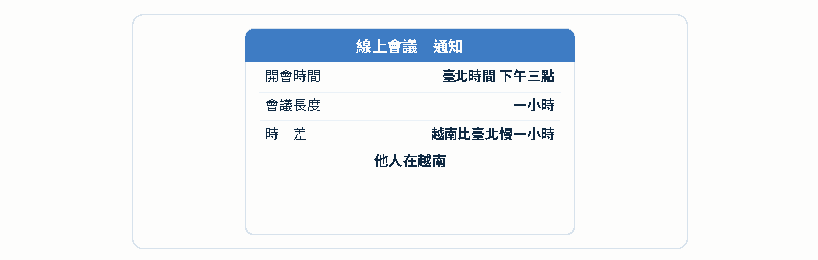 線上會議　通知
開會時間 臺北時間 下午三點
會議長度 一小時
時　差 越南比臺北慢一小時
他人在越南